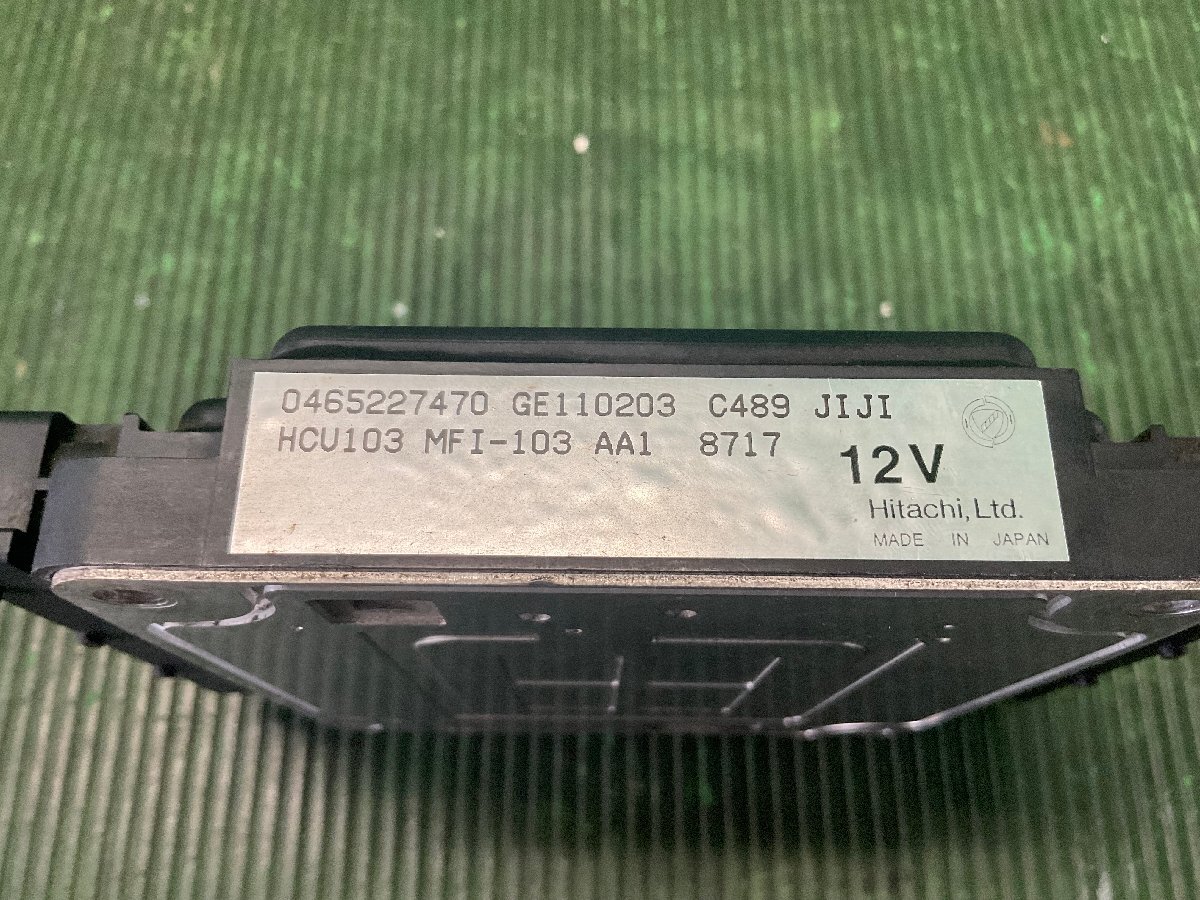 0465227470 GE110203 C489 JIJI
HCU103 MFI-103 AA1 8717
12V
Hitachi, Ltd.
MADE IN JAPAN